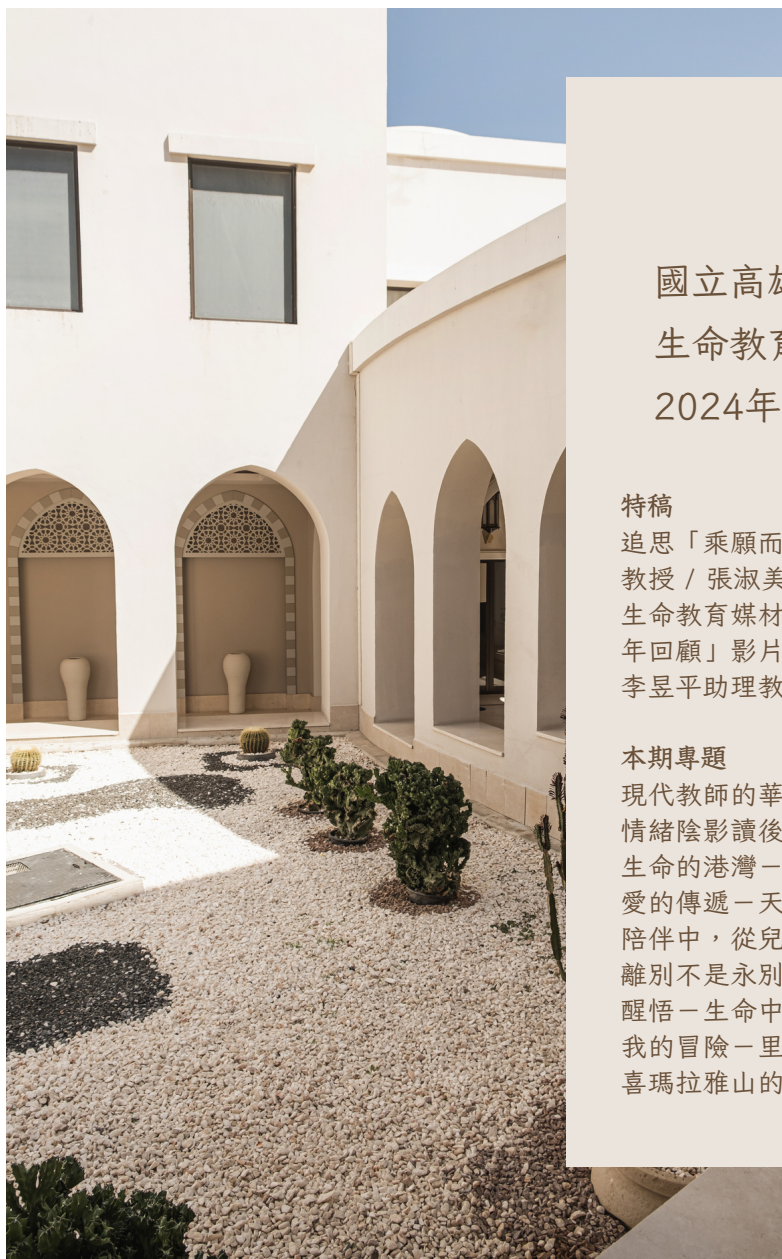 國立高雄
生命教育
2024年
特稿
追思「乘願而
教授 / 張淑美
生命教育媒材
年回顧」影片
李昱平助理教
本期專題
現代教師的華
情緒陰影讀後
生命的港灣－
愛的傳遞－天
陪伴中，從兒
離別不是永別
醒悟－生命中
我的冒險－里
喜瑪拉雅山的